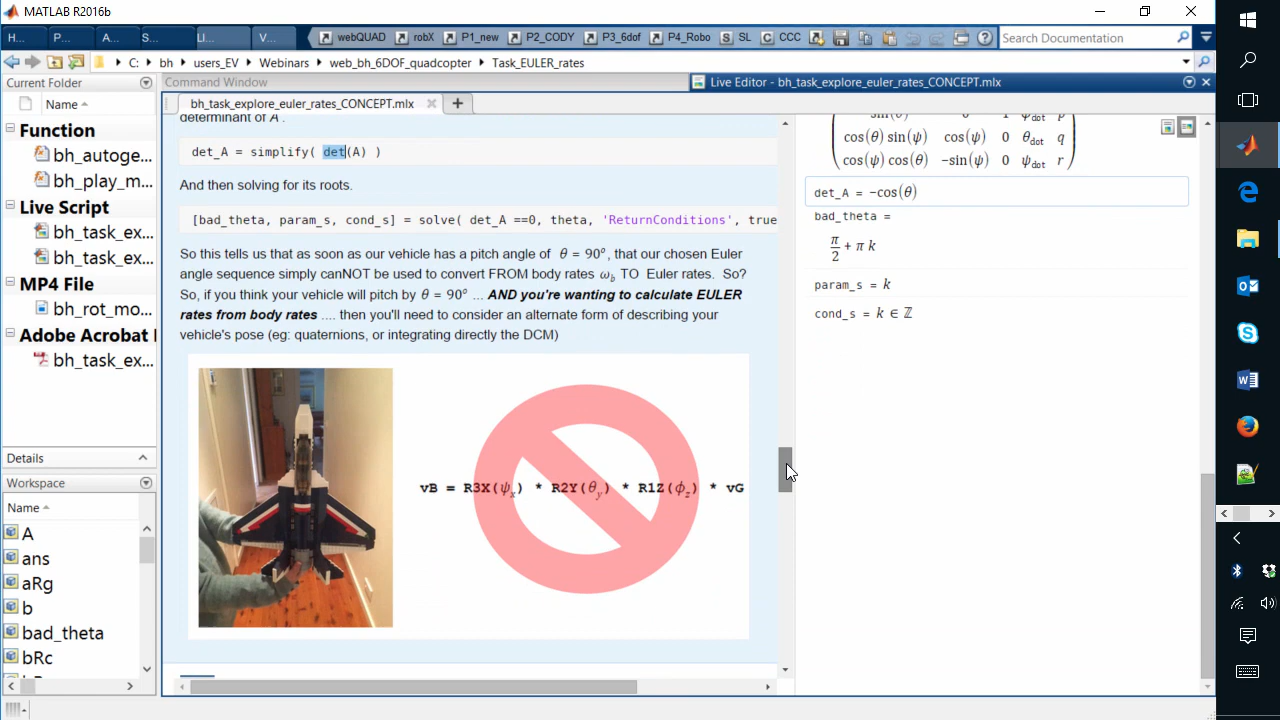 MATLAB R2016b
H... P... A... S... LI... V... webQUAD robX P1_new P2_CODY P3_6dof P4_Robo SL CCC Search Documentation
C: bh users_EV Webinars web_bh_6DOF_quadcopter Task_EULER_rates
Current Folder
Name
Function
bh_autoge...
bh_play_m...
Live Script
bh_task_ex...
bh_task_ex...
MP4 File
bh_rot_mo...
Adobe Acrobat
bh_task_ex...
Details
Workspace
Name
A
ans
aRg
b
bad_theta
bRc
Command Window
Live Editor - bh_task_explore_euler_rates_CONCEPT.mlx
bh_task_explore_euler_rates_CONCEPT.mlx
determinant of A .
det_A = simplify( det(A) )
And then solving for its roots.
[bad_theta, param_s, cond_s] = solve( det_A ==0, theta, 'ReturnConditions', true
So this tells us that as soon as our vehicle has a pitch angle of θ = 90°, that our chosen Euler
angle sequence simply canNOT be used to convert FROM body rates ω_b TO Euler rates. So?
So, if you think your vehicle will pitch by θ = 90° ... AND you're wanting to calculate EULER
rates from body rates .... then you'll need to consider an alternate form of describing your
vehicle's pose (eg: quaternions, or integrating directly the DCM)
vB = R3X(ψ_x) * R2Y(θ_y) * R1Z(ϕ_z) * vG
cos(θ) sin(ψ) cos(ψ) 0 θ_dot q
cos(ψ) cos(θ) −sin(ψ) 0 ψ_dot r
det_A = −cos(θ)
bad_theta =
π/2 + π k
param_s = k
cond_s = k ∈ ℤ